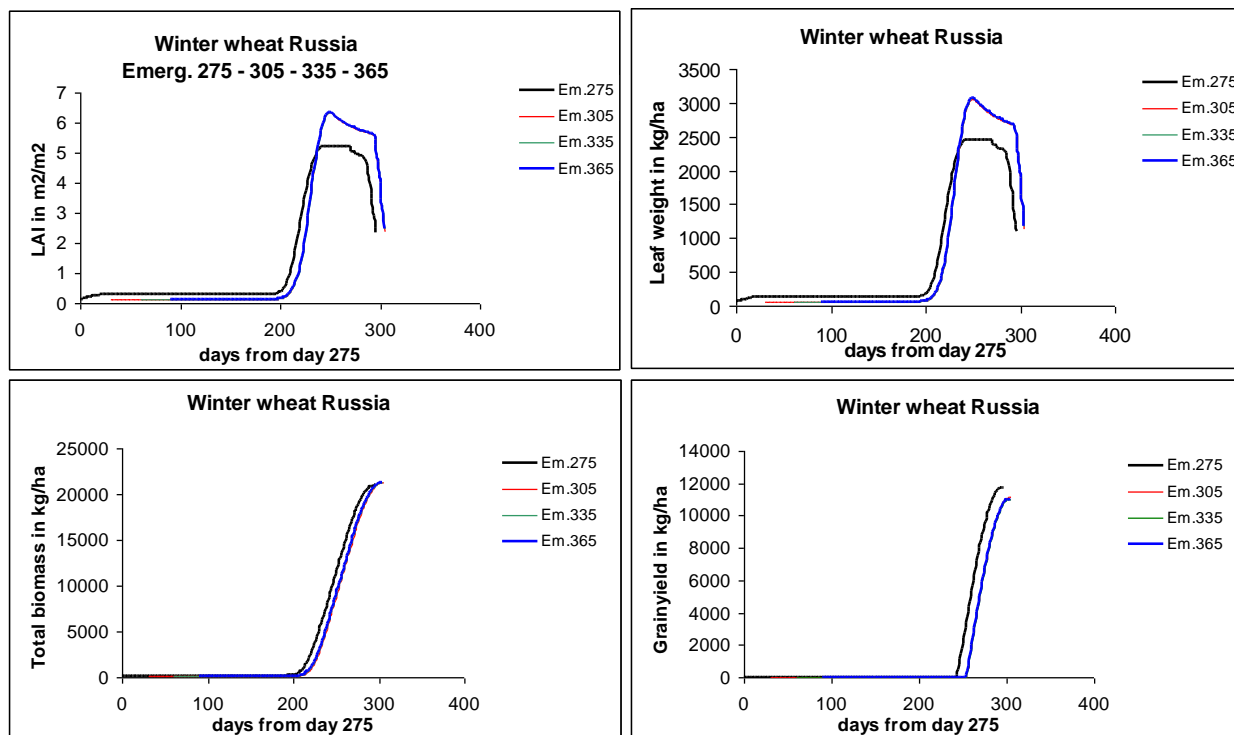 Winter wheat Russia
Emerg. 275 - 305 - 335 - 365
LAI in m2/m2
7
6
5
4
3
2
1
0
0 100 200 300 400
days from day 275
Em.275
Em.305
Em.335
Em.365
Winter wheat Russia
Leaf weight in kg/ha
3500
3000
2500
2000
1500
1000
500
0
0 100 200 300 400
days from day 275
Em.275
Em.305
Em.335
Em.365
Winter wheat Russia
Total biomass in kg/ha
25000
20000
15000
10000
5000
0
0 100 200 300 400
days from day 275
Em.275
Em.305
Em.335
Em.365
Winter wheat Russia
Grainyield in kg/ha
14000
12000
10000
8000
6000
4000
2000
0
0 100 200 300 400
days from day 275
Em.275
Em.305
Em.335
Em.365